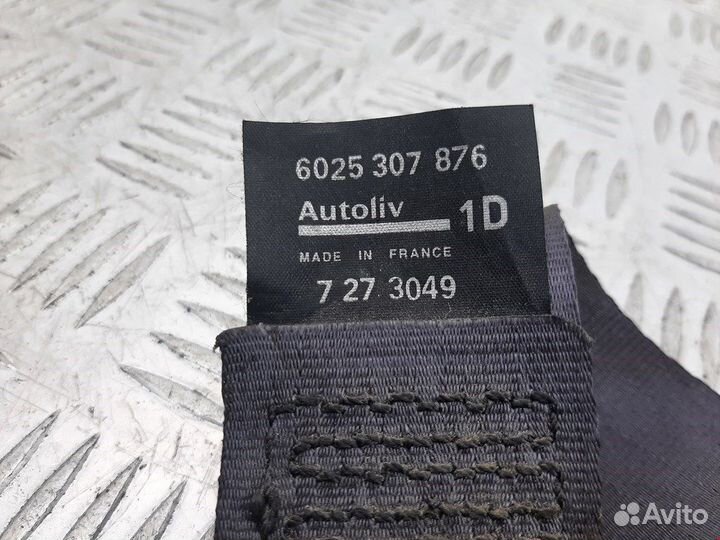 6025 307 876
Autoliv 1D
MADE IN FRANCE
7 27 3049
Avito